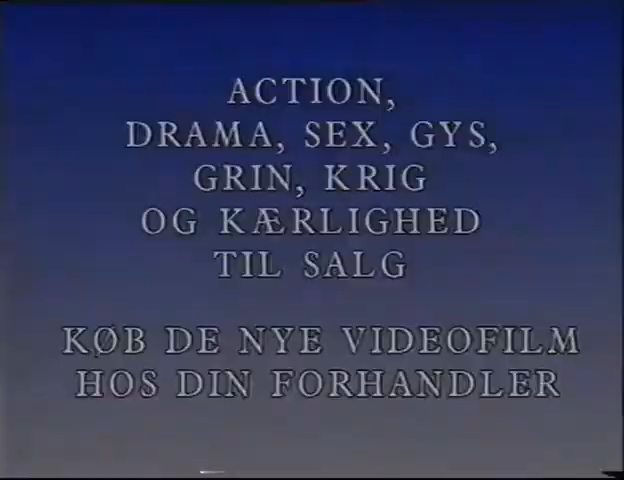 ACTION,
DRAMA, SEX, GYS,
GRIN, KRIG
OG KÆRLIGHED
TIL SALG
KØB DE NYE VIDEOFILM
HOS DIN FORHANDLER